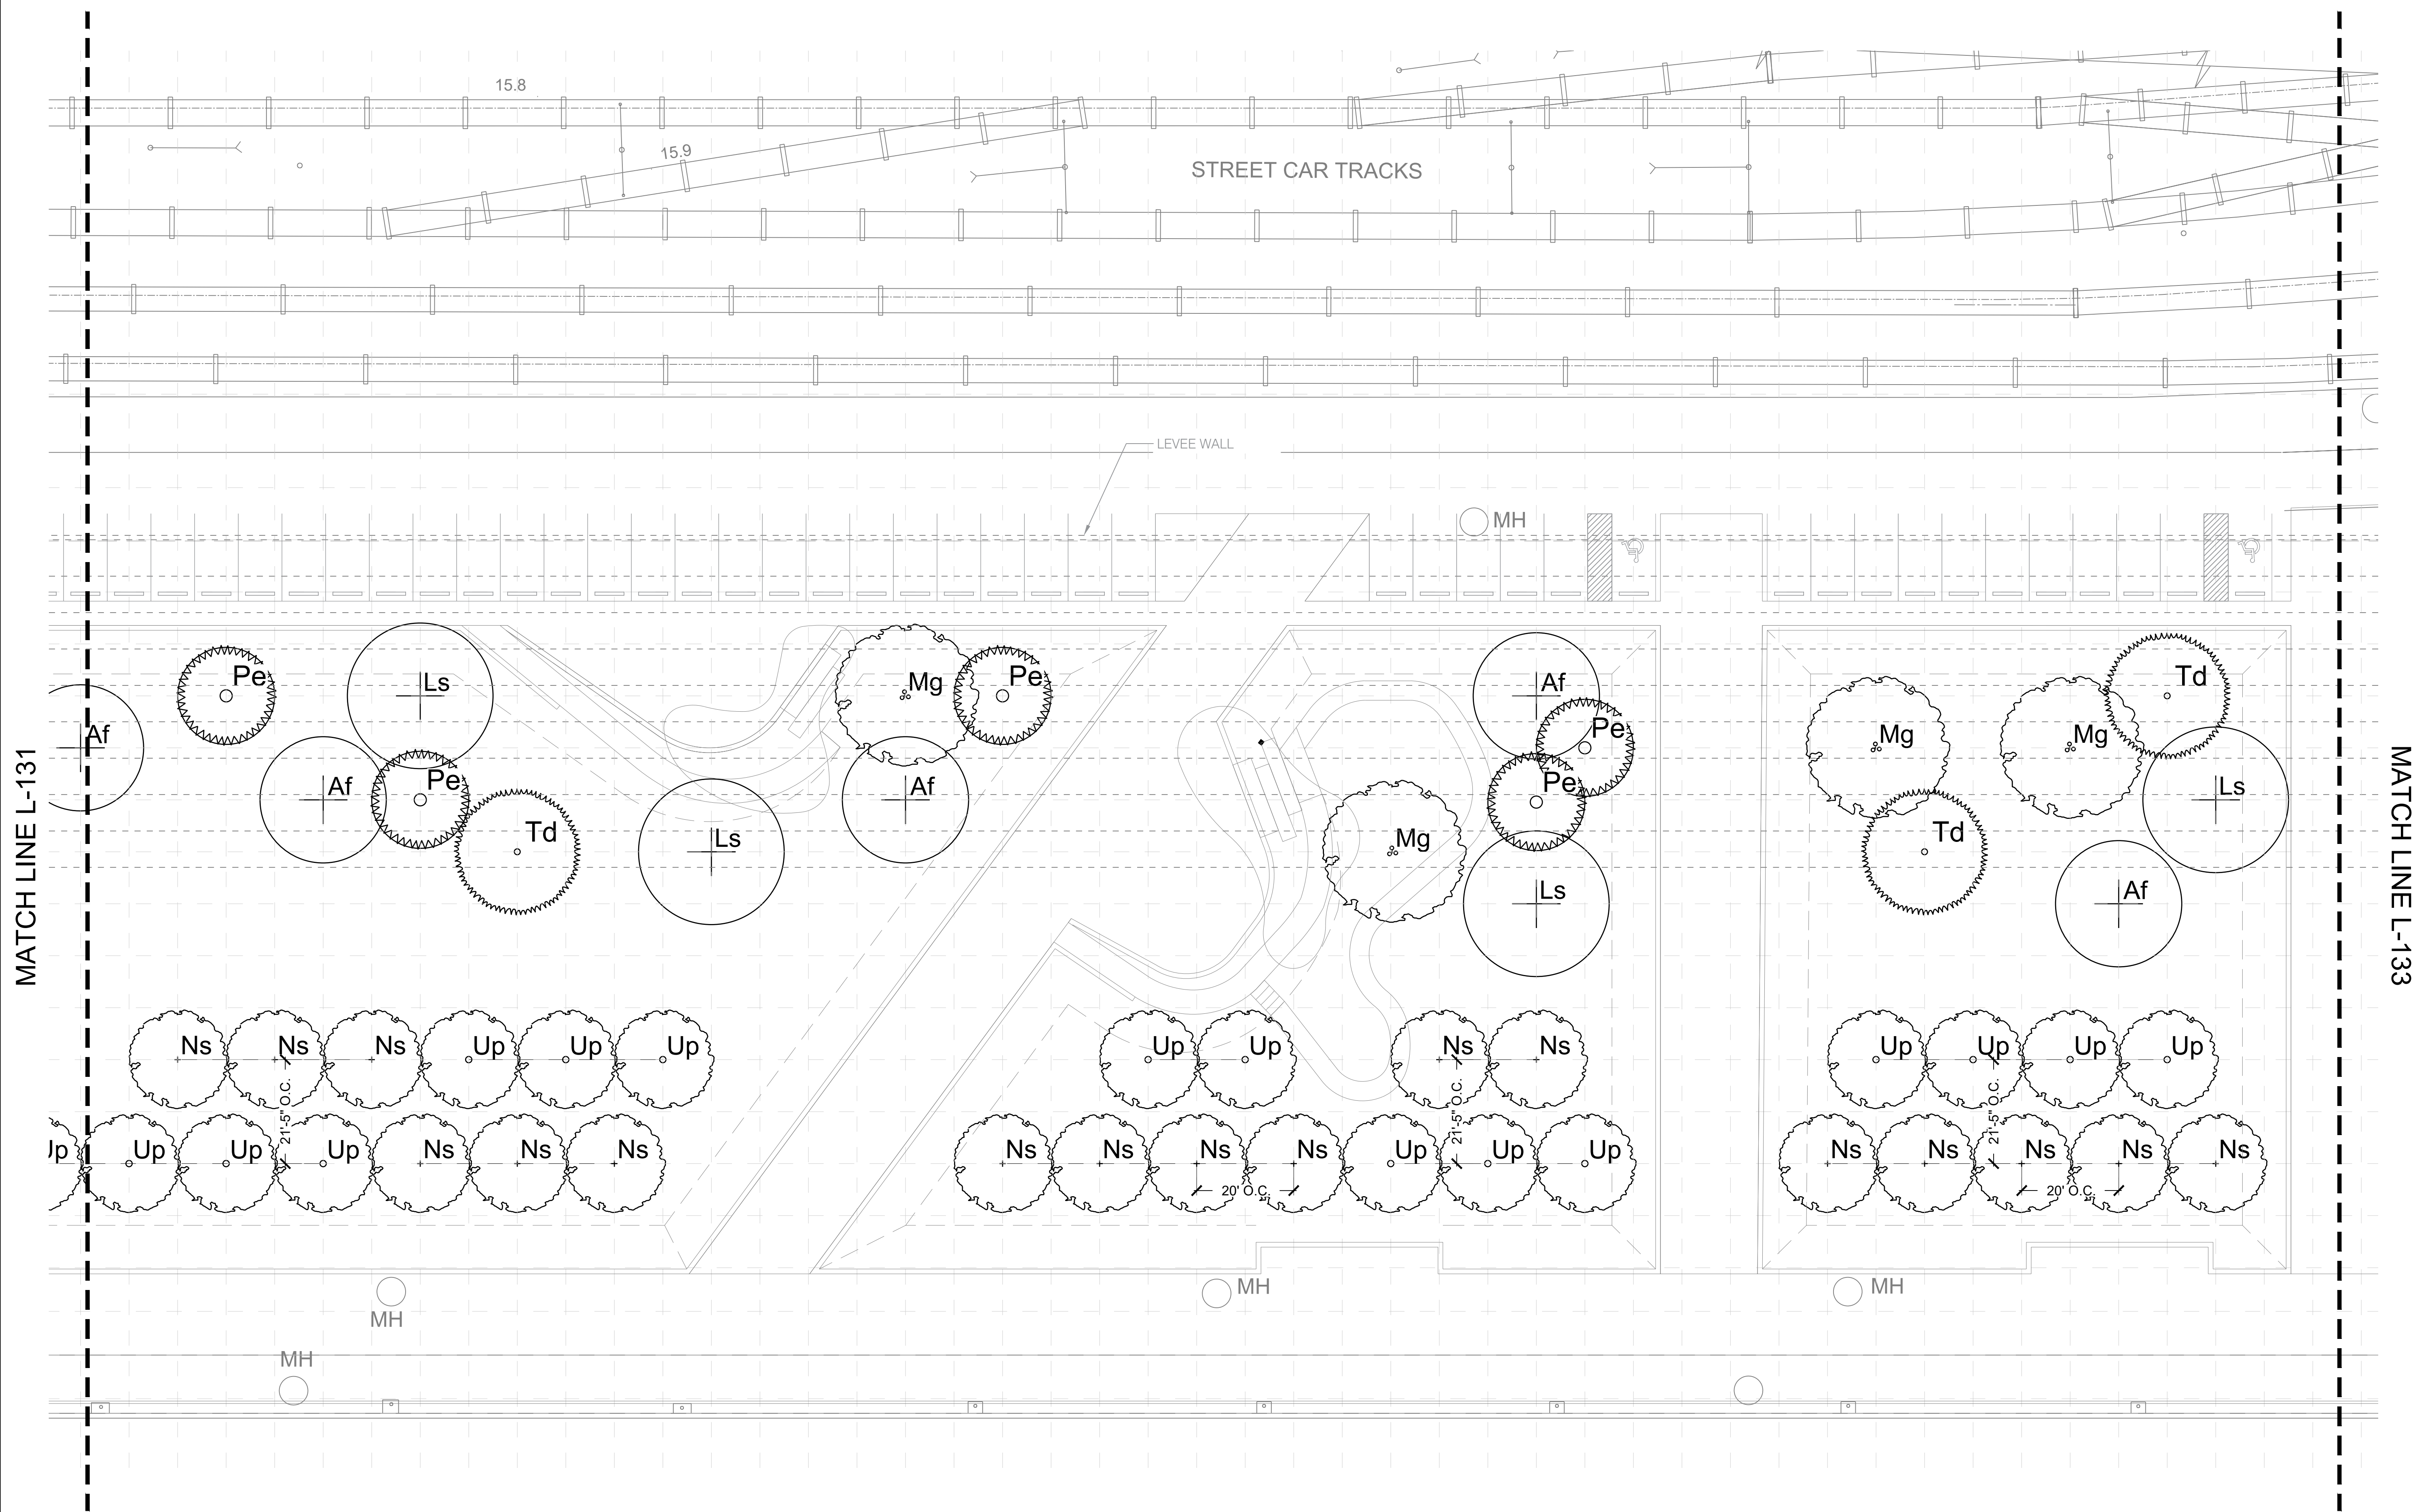 15.8
15.9
STREET CAR TRACKS
LEVEE WALL
MH
Pe
Ls
Mg
Pe
Af
Pe
Td
Af
Mg
Mg
Af
Pe
Af
Pe
Ls
Td
Ls
Af
Mg
Td
Ls
Af
MATCH LINE L-131
MATCH LINE L-133
Ns
Ns
Ns
Up
Up
Up
Up
Up
Ns
Ns
Up
Up
Up
Up
21'-5" O.C.
21'-5" O.C.
21'-5" O.C.
Up
Up
Up
Up
Ns
Ns
Ns
Ns
Ns
Ns
Ns
Up
Up
Up
Ns
Ns
Ns
Ns
Ns
20' O.C.
20' O.C.
MH
MH
MH
MH